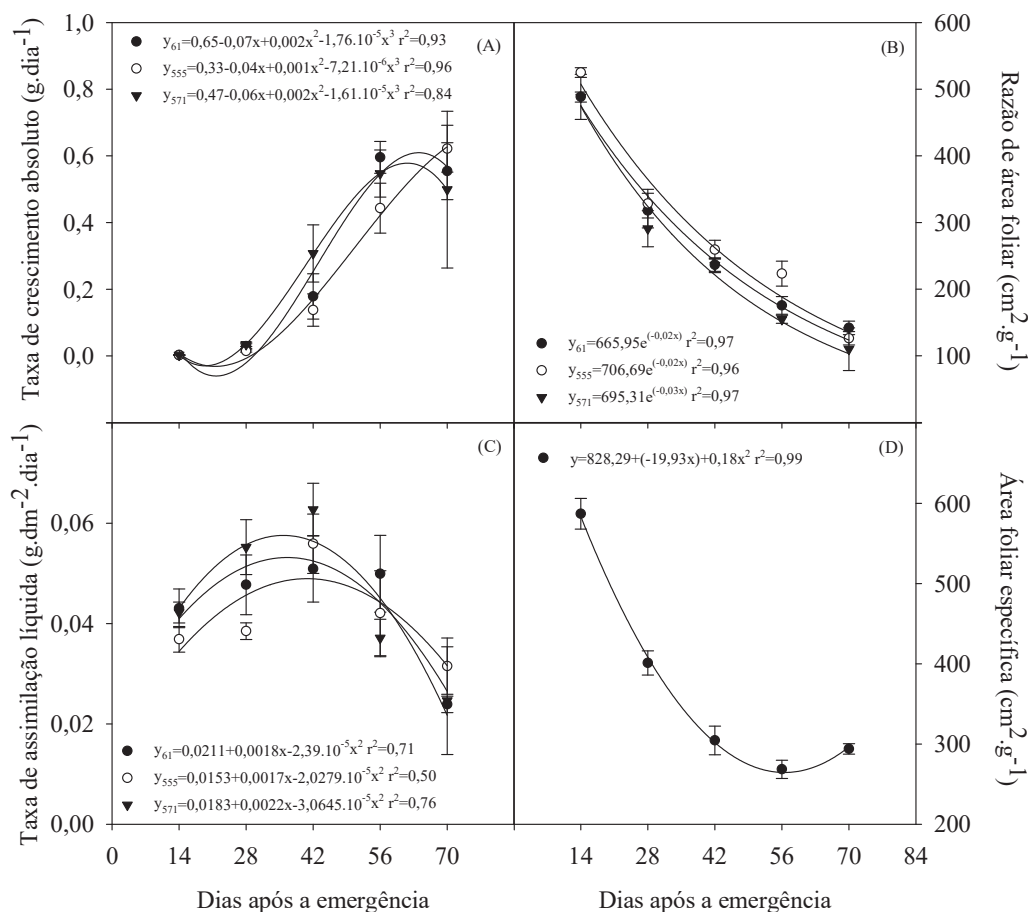 Taxa de crescimento absoluto (g.dia⁻¹)
1,0
0,8
0,6
0,4
0,2
0,0
(A)
y₆₁=0,65-0,07x+0,002x²-1,76.10⁻⁵x³ r²=0,93
y₅₅₅=0,33-0,04x+0,001x²-7,21.10⁻⁶x³ r²=0,96
y₅₇₁=0,47-0,06x+0,002x²-1,61.10⁻⁵x³ r²=0,84
(B)
y₆₁=665,95e⁽⁻⁰,⁰²ˣ⁾ r²=0,97
y₅₅₅=706,69e⁽⁻⁰,⁰²ˣ⁾ r²=0,96
y₅₇₁=695,31e⁽⁻⁰,⁰³ˣ⁾ r²=0,97
600
500
400
300
200
100
Razão de área foliar (cm².g⁻¹)
Taxa de assimilação líquida (g.dm⁻².dia⁻¹)
0,06
0,04
0,02
0,00
(C)
y₆₁=0,0211+0,0018x-2,39.10⁻⁵x² r²=0,71
y₅₅₅=0,0153+0,0017x-2,0279.10⁻⁵x² r²=0,50
y₅₇₁=0,0183+0,0022x-3,0645.10⁻⁵x² r²=0,76
0 14 28 42 56 70
Dias após a emergência
(D)
y=828,29+(-19,93x)+0,18x² r²=0,99
600
500
400
300
200
Área foliar específica (cm².g⁻¹)
14 28 42 56 70 84
Dias após a emergência